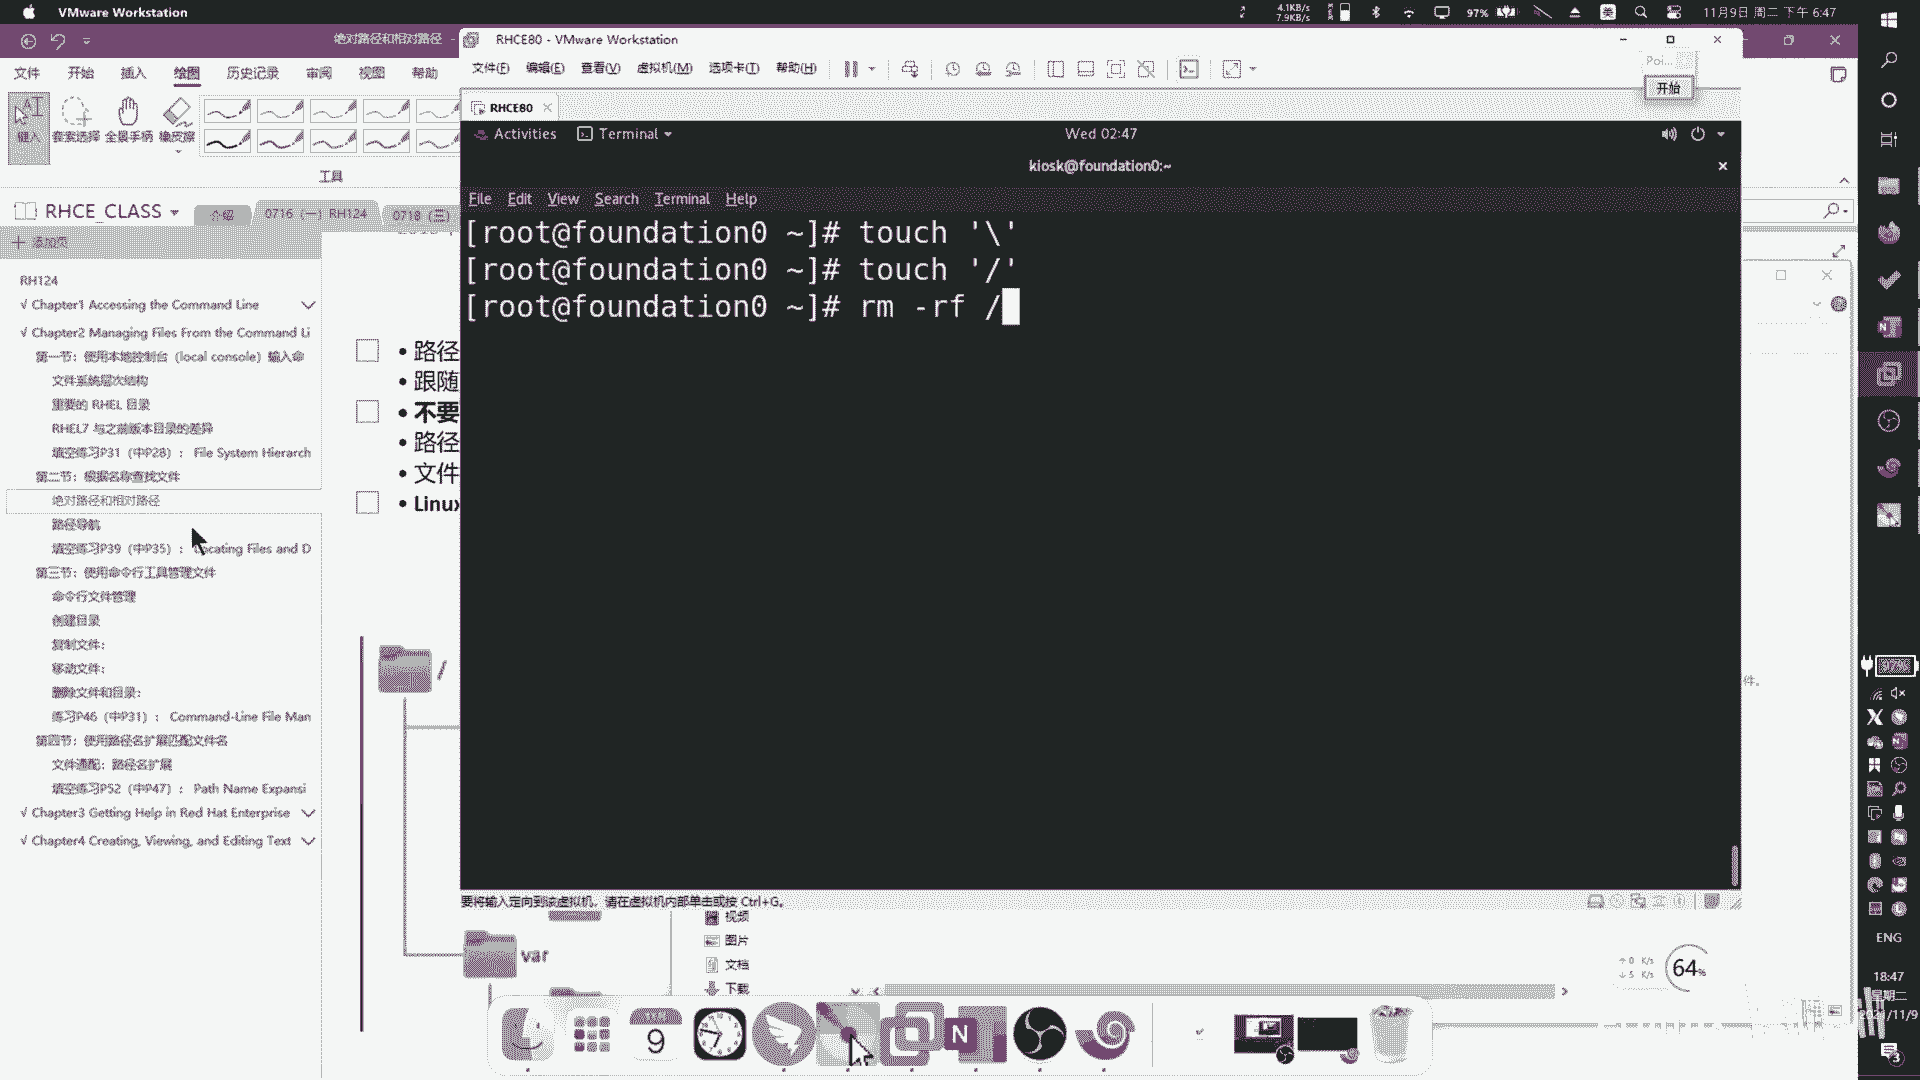 VMware Workstation
4.1KB/s
7.9KB/s
97%
美
11月9日 周二 下午 6:47
绝对路径和相对路径 -
文件
开始
插入
绘图
历史记录
审阅
视图
帮助
键入
套索选择
全景手柄
橡皮擦
工具
RHCE_CLASS
介绍
0716（一）RH124
0718（二）
添加页
RH124
√ Chapter1 Accessing the Command Line
√ Chapter2 Managing Files From the Command Li
第一节：使用本地控制台（local console）输入命
文件系统层次结构
重要的 RHEL 目录
RHEL7 与之前版本目录的差异
填空练习P31（中P28）： File System Hierarch
第二节：根据名称查找文件
绝对路径和相对路径
路径导航
填空练习P39（中P35）： Locating Files and D
第三节：使用命令行工具管理文件
命令行文件管理
创建目录
复制文件：
移动文件：
删除文件和目录：
练习P46（中P31）： Command-Line File Man
第四节：使用路径名扩展匹配文件名
文件通配：路径名扩展
填空练习P52（中P47）： Path Name Expansi
√ Chapter3 Getting Help in Red Hat Enterprise
√ Chapter4 Creating, Viewing, and Editing Text
• 路径
• 跟随
• 不要
• 路径
• 文件
• Linux
/
var
RHCE80 - VMware Workstation
文件(F)
编辑(E)
查看(V)
虚拟机(M)
选项卡(T)
帮助(H)
Poi...
开始
RHCE80
Activities
Terminal
Wed 02:47
kiosk@foundation0:~
File
Edit
View
Search
Terminal
Help
[root@foundation0 ~]# touch '\'
[root@foundation0 ~]# touch '/'
[root@foundation0 ~]# rm -rf /
要将输入定向到该虚拟机，请在虚拟机内部单击或按 Ctrl+G。
视频
图片
文档
下载
件。
9
N
0 K/s
5 K/s
64%
97%
ENG
18:47
星期二
2021/11/9
3